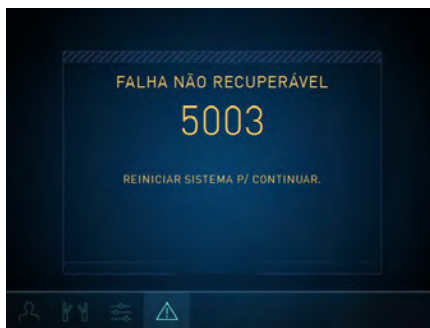 FALHA NÃO RECUPERÁVEL
5003
REINICIAR SISTEMA P/ CONTINUAR.